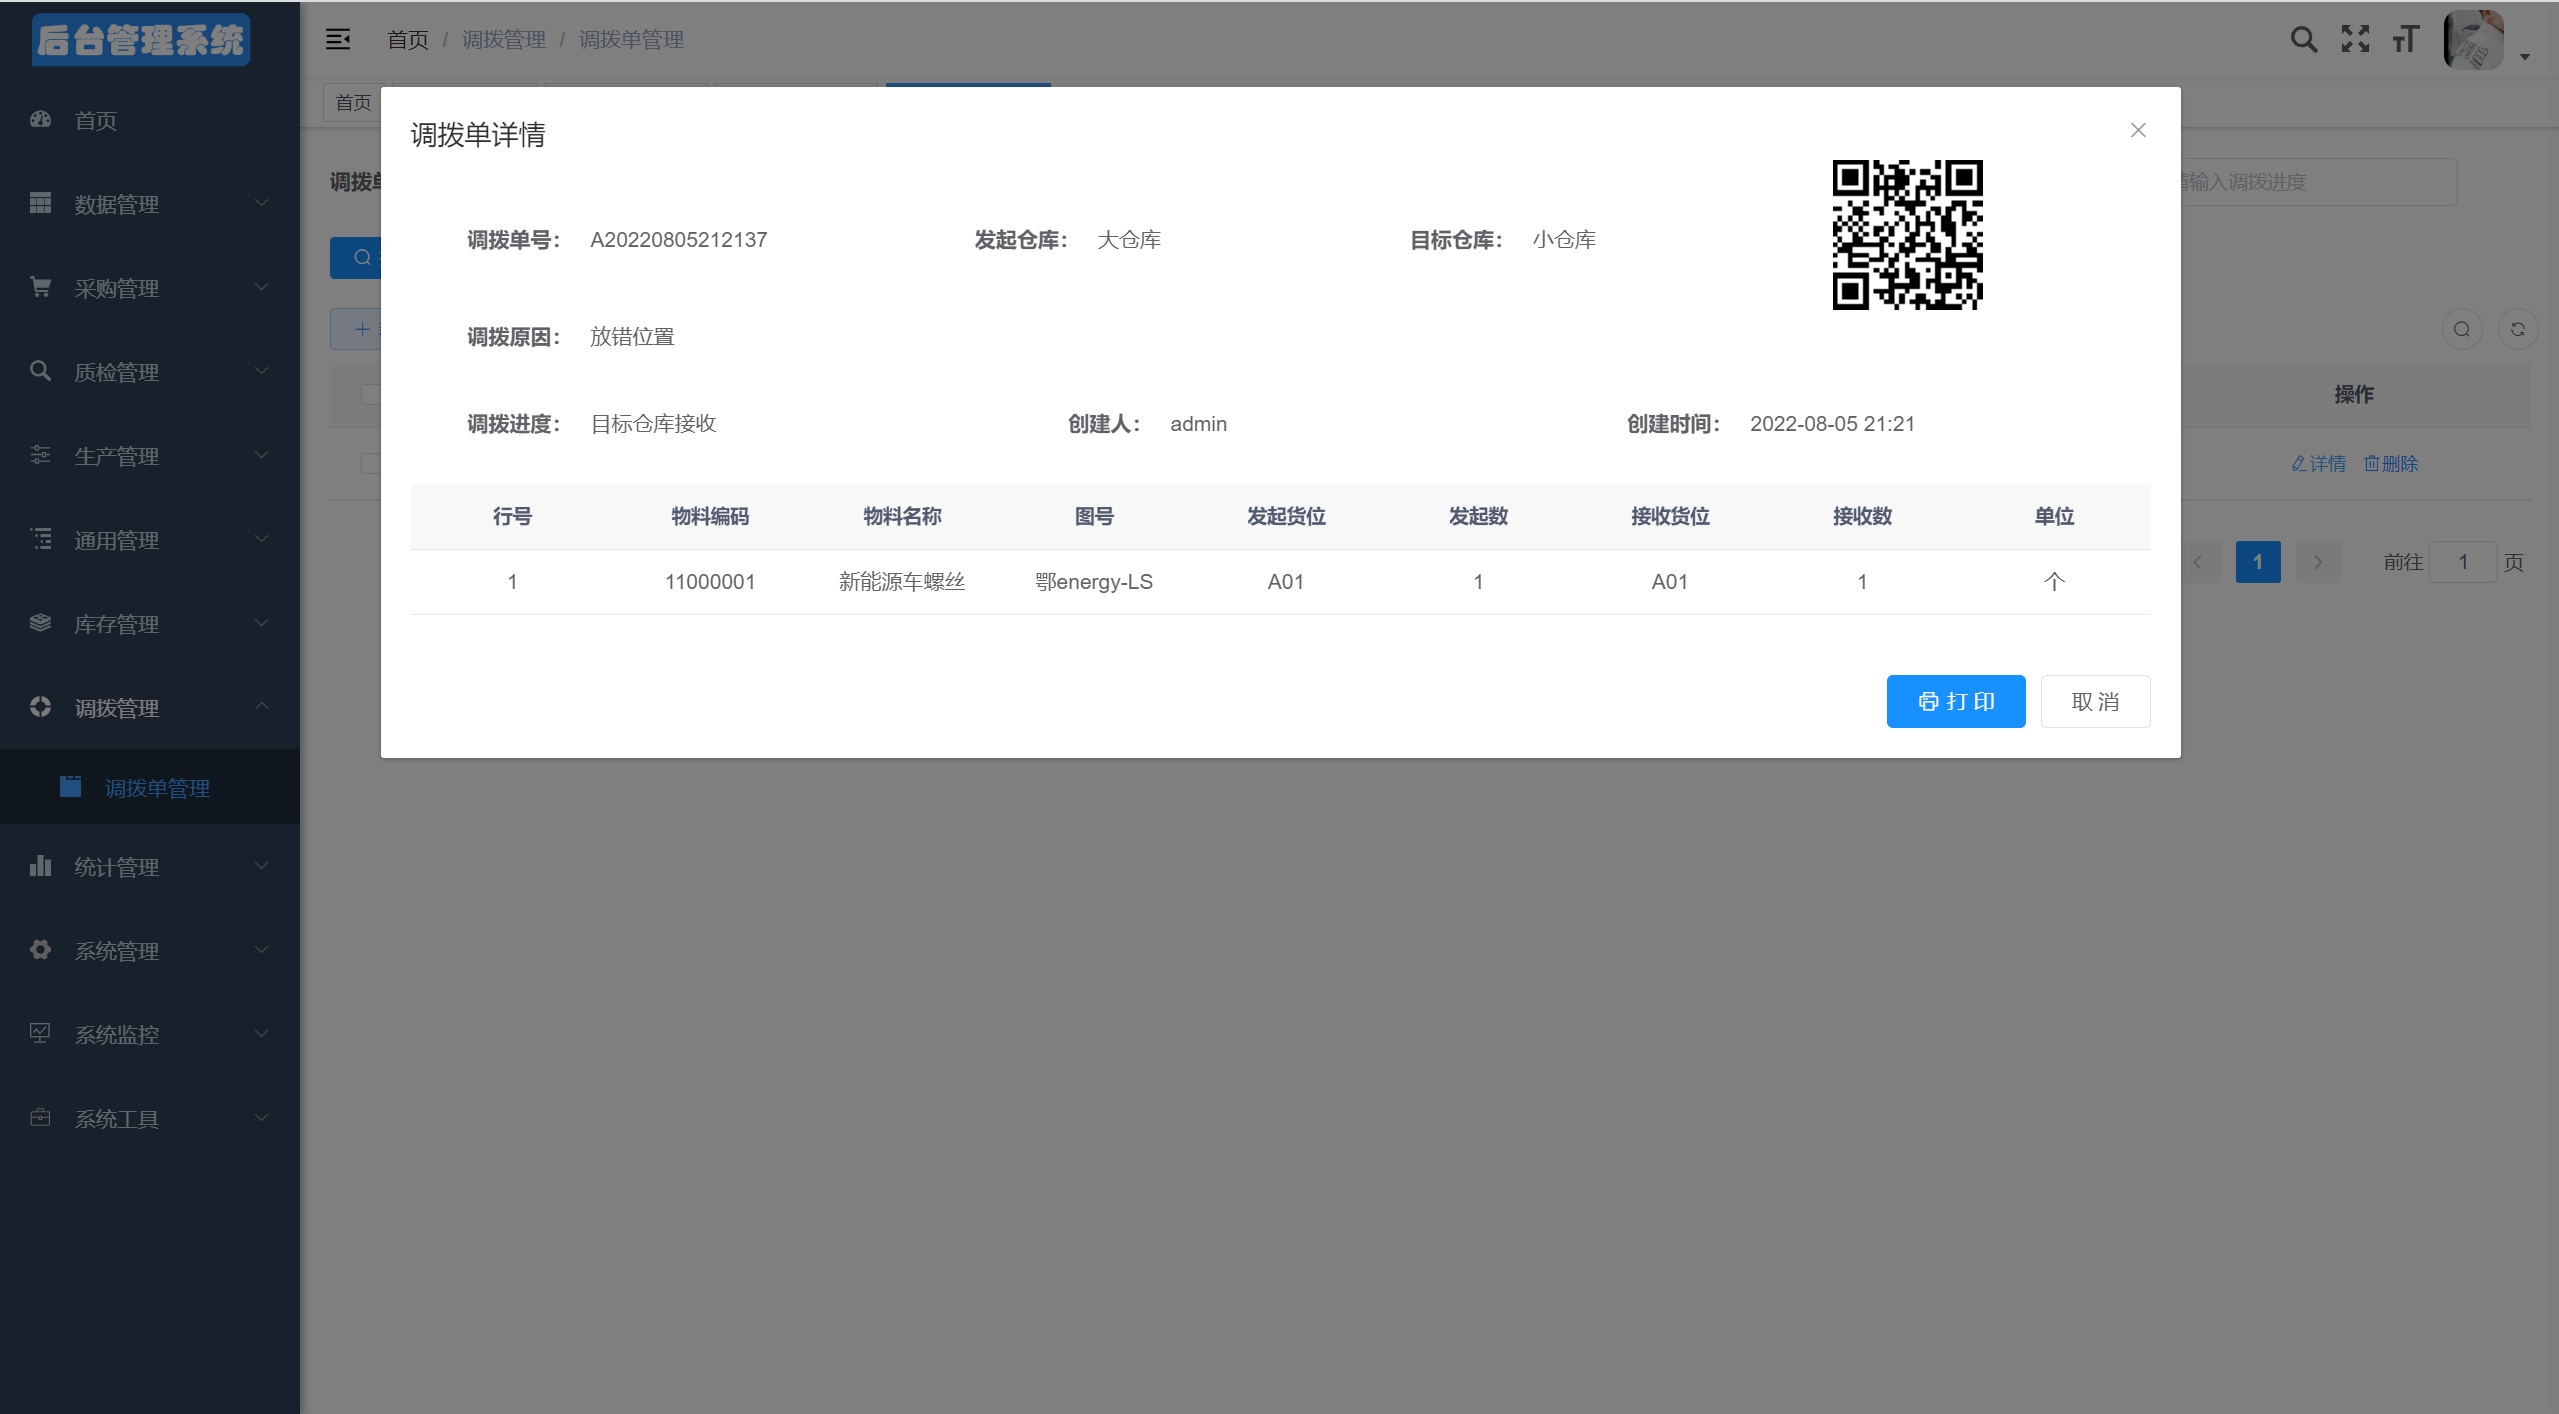 后台管理系统
首页
数据管理
采购管理
质检管理
生产管理
通用管理
库存管理
调拨管理
调拨单管理
统计管理
系统管理
系统监控
系统工具
首页 / 调拨管理 / 调拨单管理
首页
调拨单
请输入调拨进度
操作
详情 删除
1 前往 1 页
调拨单详情
调拨单号： A20220805212137 发起仓库： 大仓库 目标仓库： 小仓库
调拨原因： 放错位置
调拨进度： 目标仓库接收 创建人： admin 创建时间： 2022-08-05 21:21
行号 物料编码 物料名称 图号 发起货位 发起数 接收货位 接收数 单位
1 11000001 新能源车螺丝 鄂energy-LS A01 1 A01 1 个
打 印 取 消